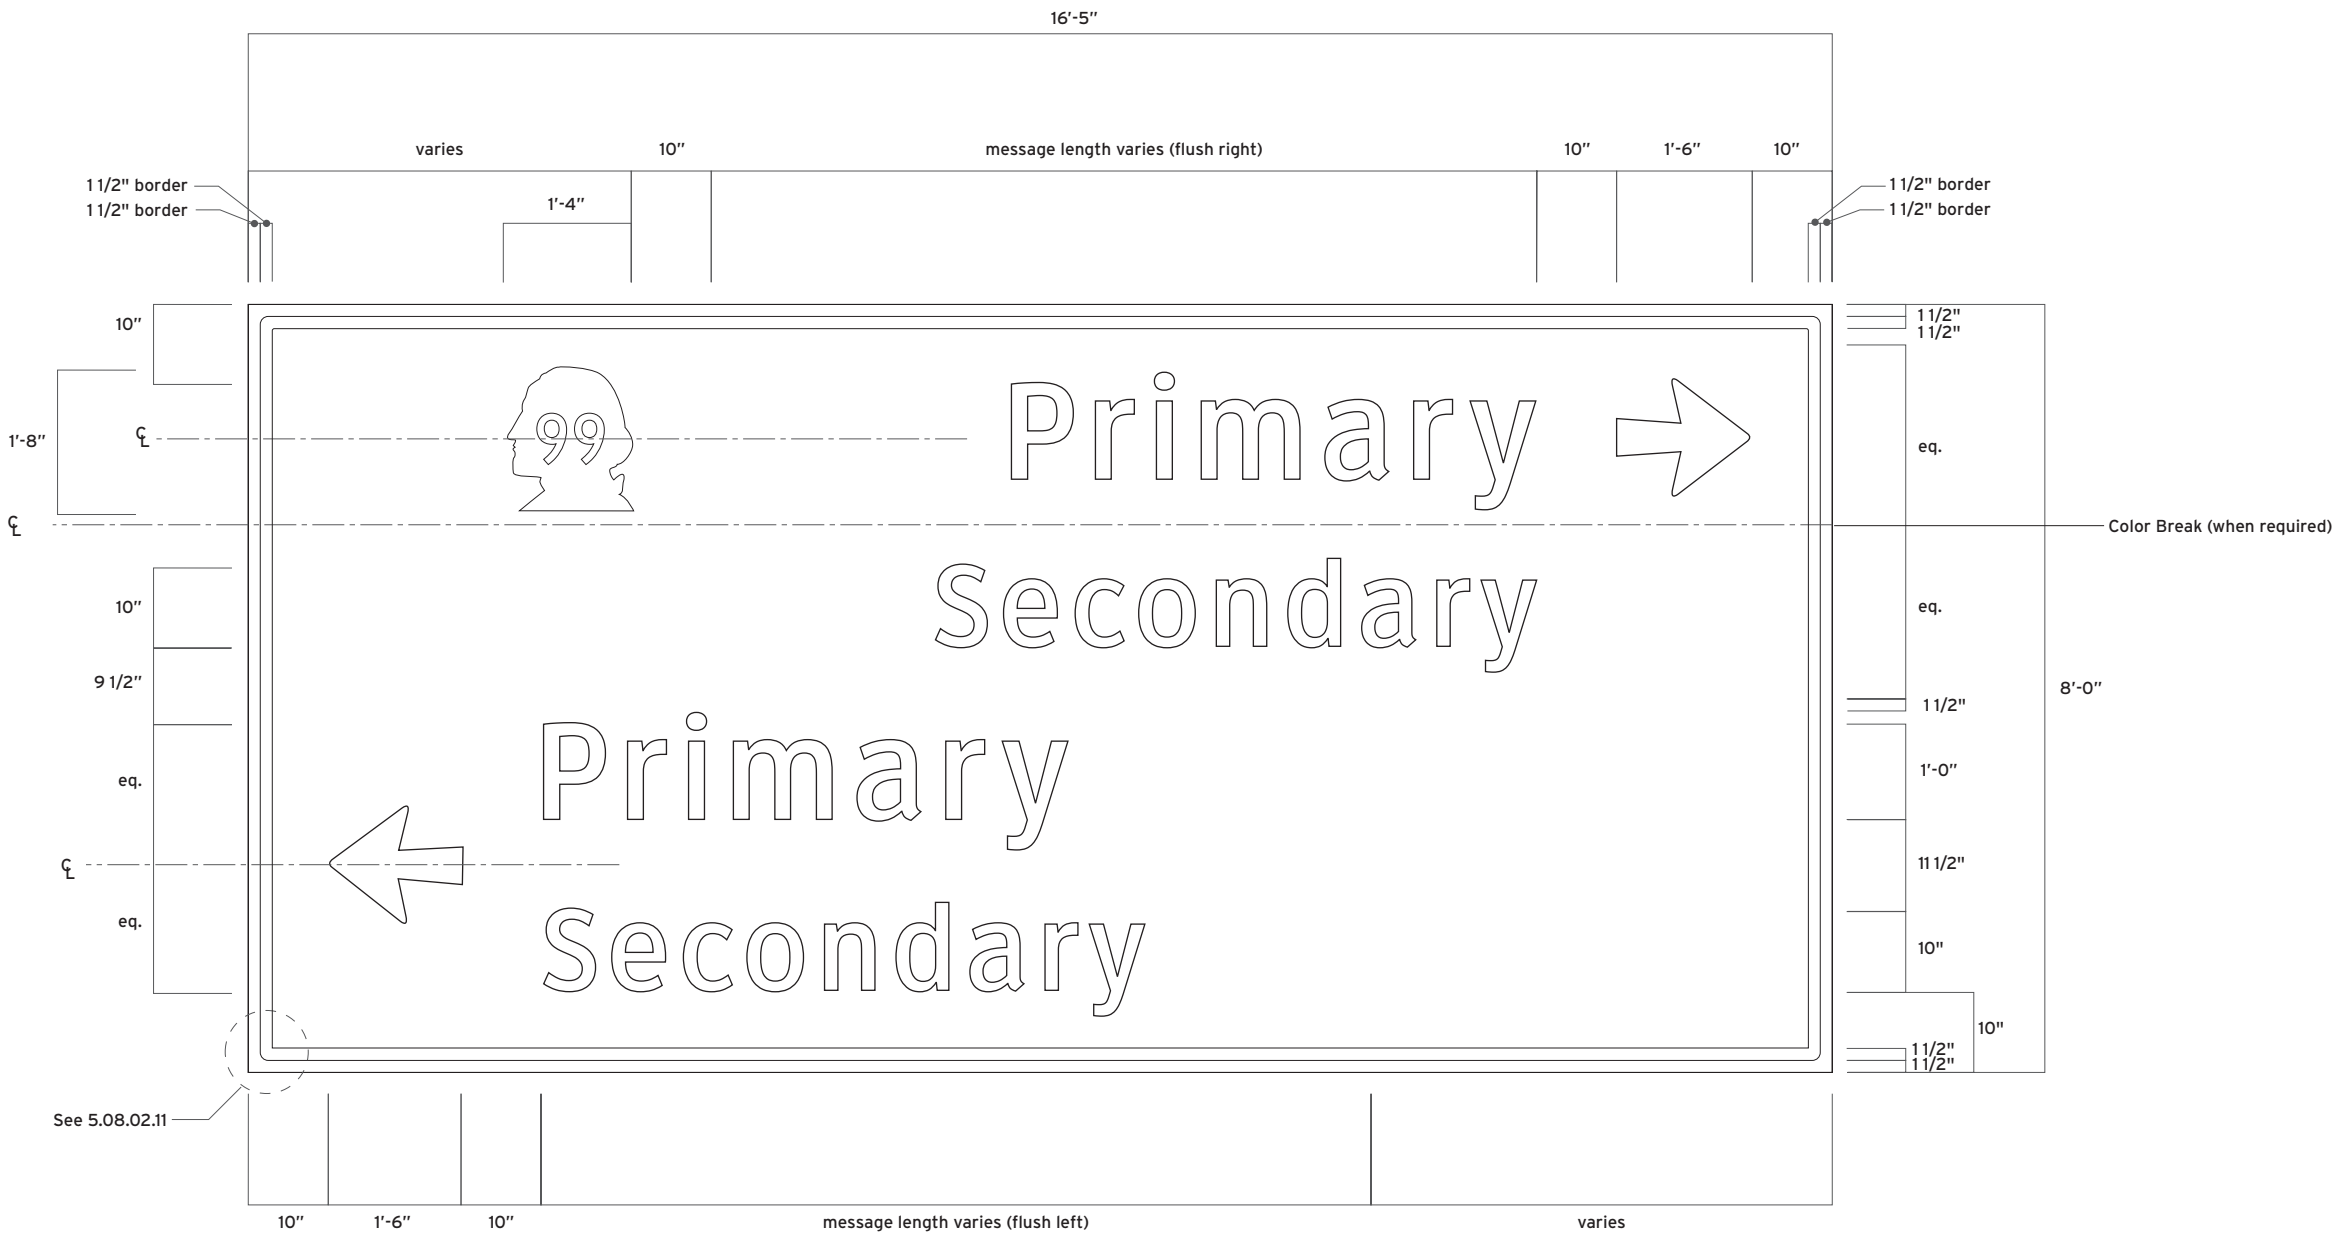 16′-5″
varies
10″
message length varies (flush right)
10″
1′-6″
10″
1 1/2" border
1 1/2" border
1′-4″
1 1/2" border
1 1/2" border
10″
1 1/2"
1 1/2"
1′-8″
℄
99
Primary
eq.
℄
Color Break (when required)
10″
Secondary
eq.
9 1/2″
1 1/2"
8′-0″
Primary
1′-0″
eq.
℄
11 1/2"
eq.
Secondary
10"
10"
1 1/2"
1 1/2"
See 5.08.02.11
10″
1′-6″
10″
message length varies (flush left)
varies